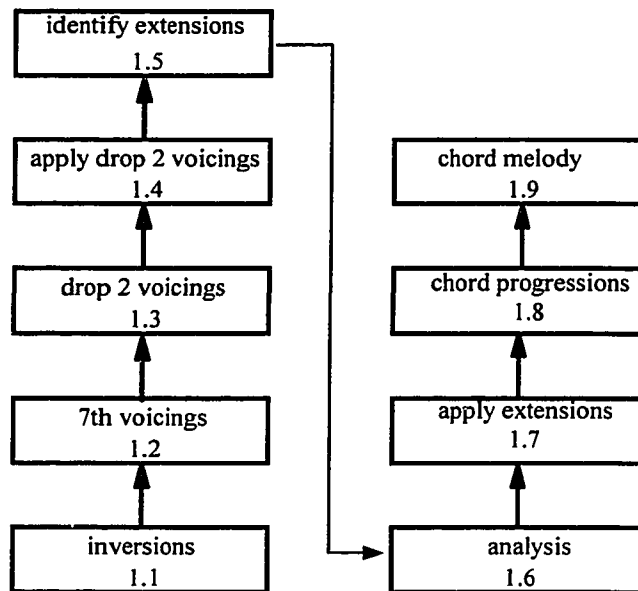 identify extensions
1.5
apply drop 2 voicings
1.4
drop 2 voicings
1.3
7th voicings
1.2
inversions
1.1
chord melody
1.9
chord progressions
1.8
apply extensions
1.7
analysis
1.6